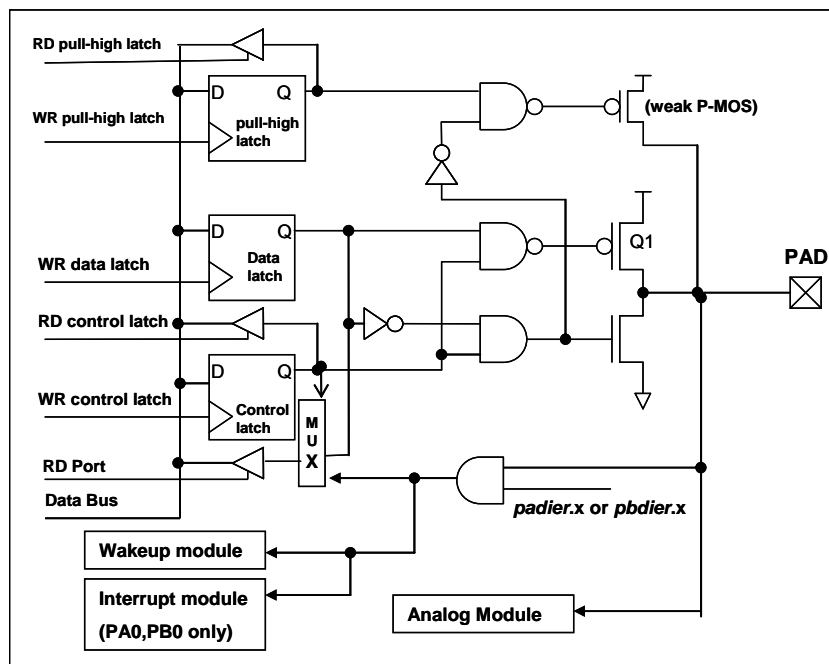 RD pull-high latch
D Q
(weak P-MOS)
WR pull-high latch
pull-high
latch
D Q
Q1
Data
latch
PAD
WR data latch
RD control latch
D Q
WR control latch
Control
latch
M
U
X
RD Port
padier.x or pbdier.x
Data Bus
Wakeup module
Interrupt module
(PA0,PB0 only)
Analog Module